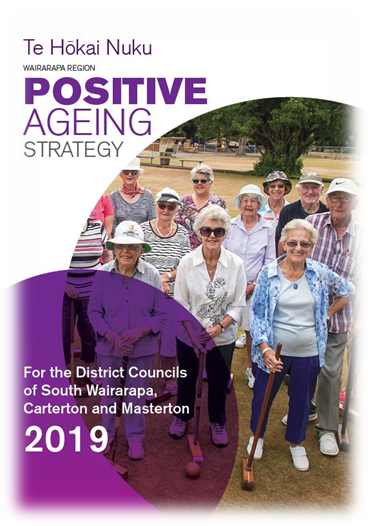 Te Hōkai Nuku
WAIRARAPA REGION
POSITIVE
AGEING
STRATEGY
For the District Councils
of South Wairarapa,
Carterton and Masterton
2019